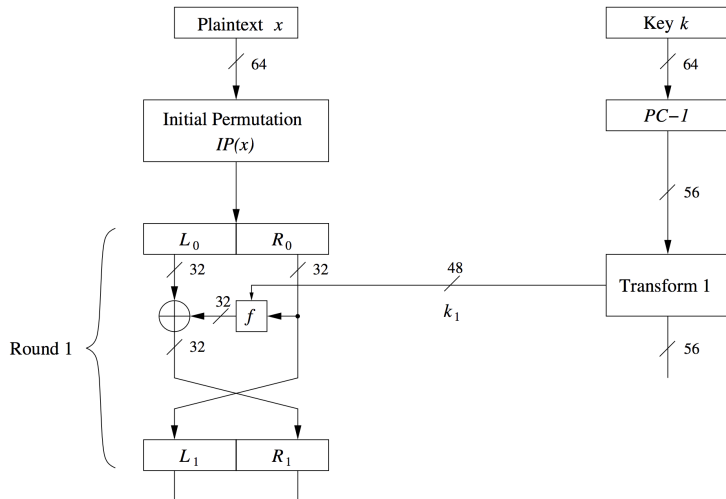 Plaintext x
Key k
64
64
Initial Permutation
IP(x)
PC−1
56
L0
R0
32
32
48
Transform 1
32
f
k1
32
Round 1
56
L1
R1